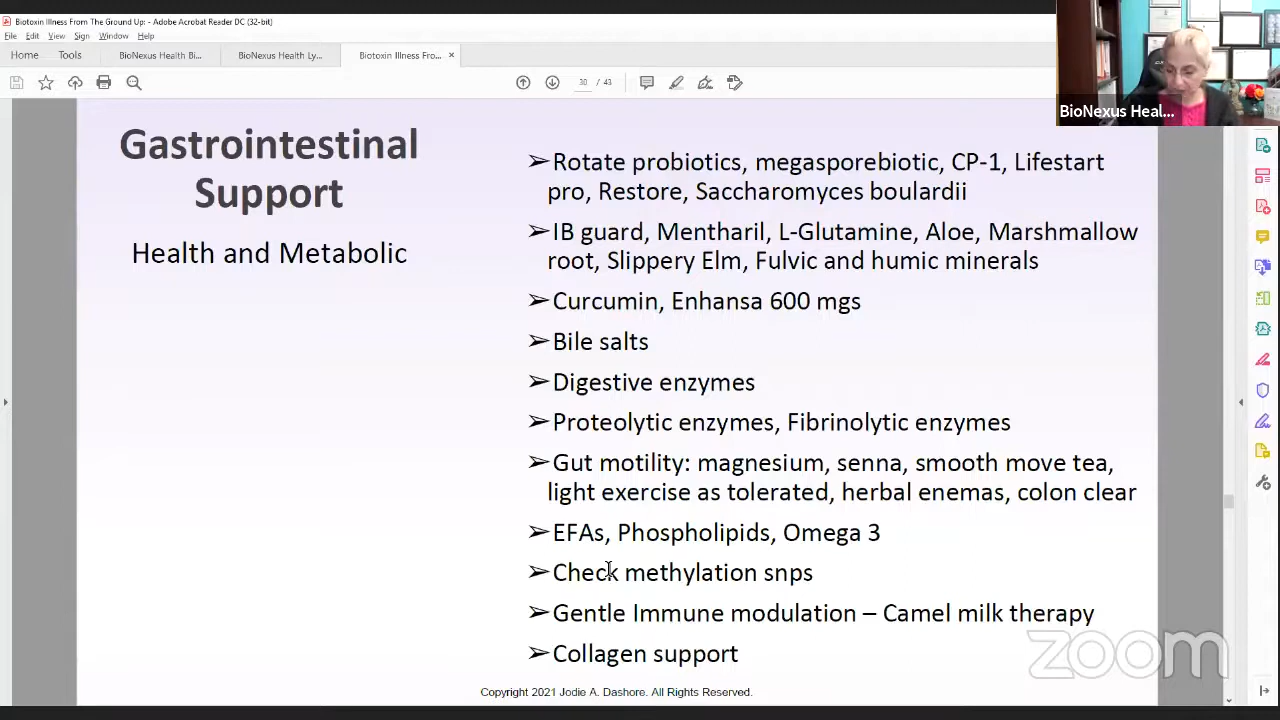 Biotoxin Illness From The Ground Up: - Adobe Acrobat Reader DC (32-bit)
File Edit View Sign Window Help
Home Tools BioNexus Health Bi... BioNexus Health Ly... Biotoxin Illness Fro... ×
30 / 43
BioNexus Heal...
Gastrointestinal
Support
Health and Metabolic
➢Rotate probiotics, megasporebiotic, CP-1, Lifestart
pro, Restore, Saccharomyces boulardii
➢IB guard, Mentharil, L-Glutamine, Aloe, Marshmallow
root, Slippery Elm, Fulvic and humic minerals
➢Curcumin, Enhansa 600 mgs
➢Bile salts
➢Digestive enzymes
➢Proteolytic enzymes, Fibrinolytic enzymes
➢Gut motility: magnesium, senna, smooth move tea,
light exercise as tolerated, herbal enemas, colon clear
➢EFAs, Phospholipids, Omega 3
➢Check methylation snps
➢Gentle Immune modulation – Camel milk therapy
➢Collagen support
zoom
Copyright 2021 Jodie A. Dashore. All Rights Reserved.